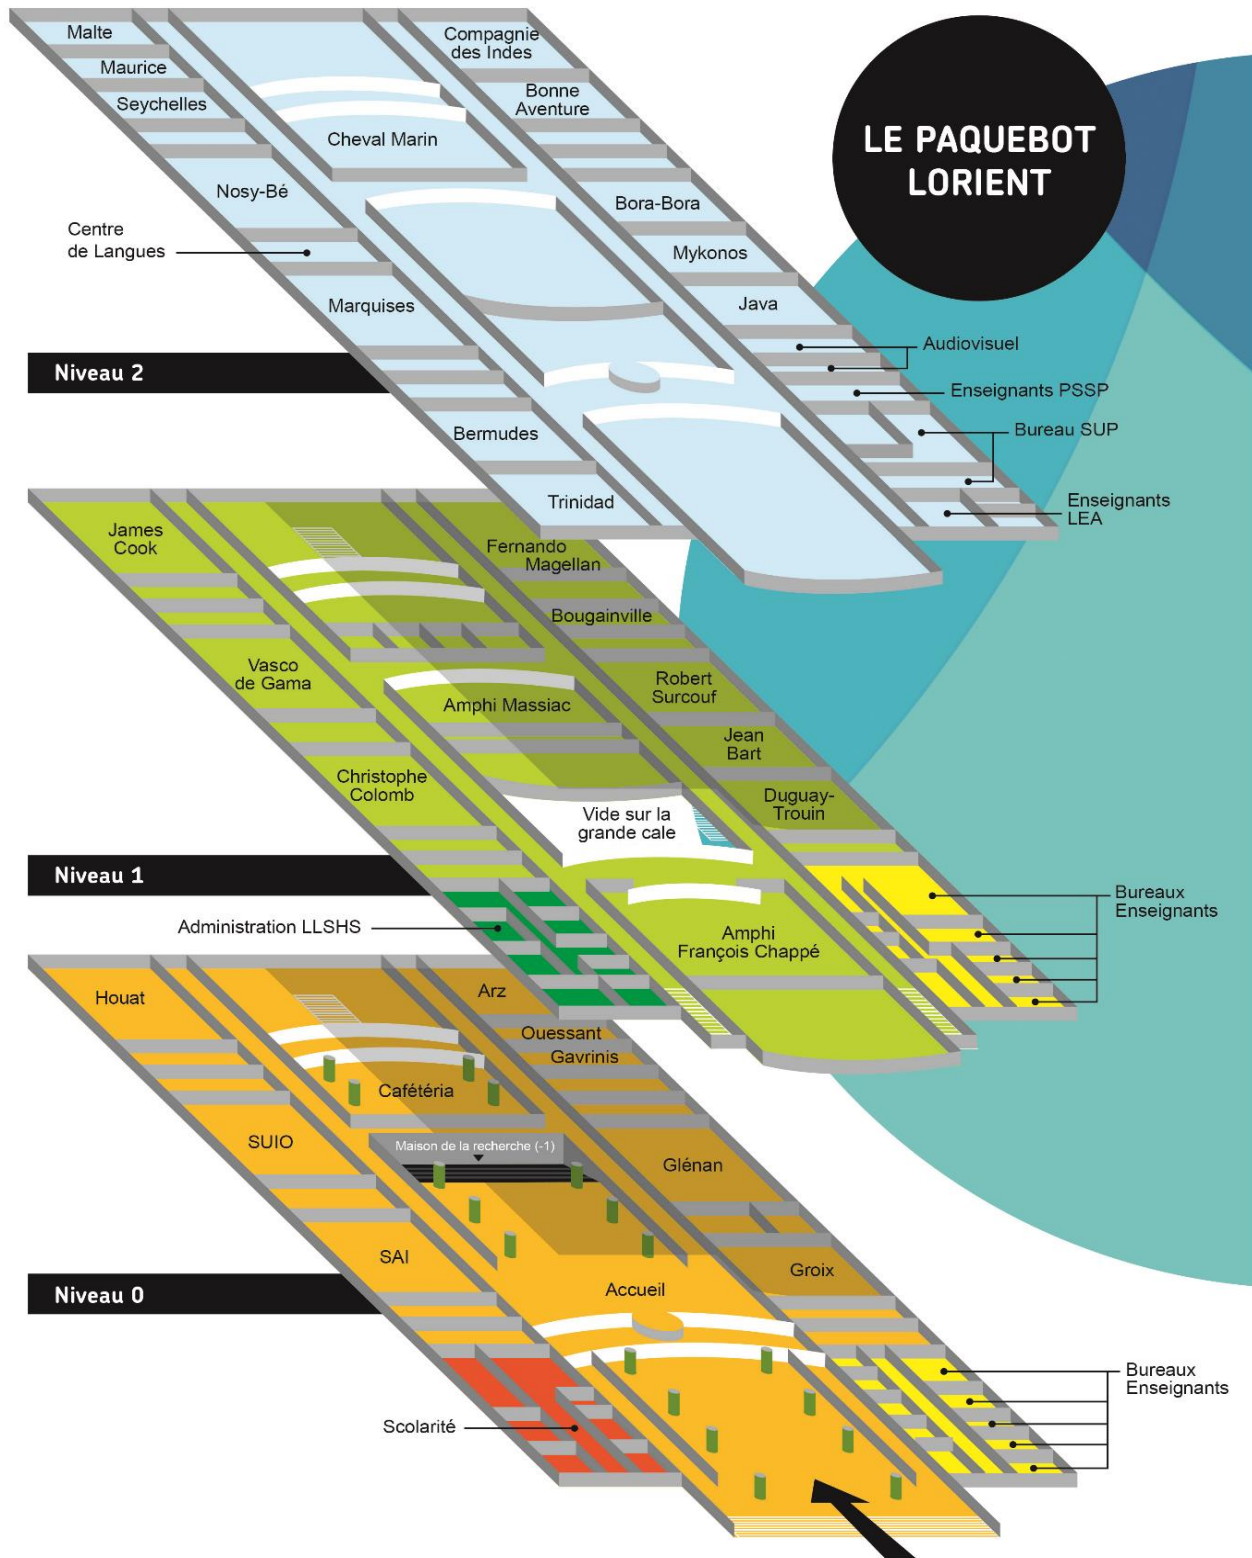 LE PAQUEBOT
LORIENT
Malte
Maurice
Seychelles
Compagnie
des Indes
Bonne
Aventure
Cheval Marin
Nosy-Bé
Bora-Bora
Centre
de Langues
Mykonos
Marquises
Java
Audiovisuel
Niveau 2
Enseignants PSSP
Bermudes
Bureau SUP
Trinidad
Enseignants
LEA
James
Cook
Fernando
Magellan
Bougainville
Vasco
de Gama
Robert
Surcouf
Amphi Massiac
Jean
Bart
Christophe
Colomb
Duguay-
Trouin
Vide sur la
grande cale
Niveau 1
Bureaux
Enseignants
Administration LLSHS
Amphi
François Chappé
Houat
Arz
Ouessant
Gavrinis
Cafétéria
SUIO
Maison de la recherche (-1)
Glénan
SAI
Groix
Niveau 0
Accueil
Bureaux
Enseignants
Scolarité